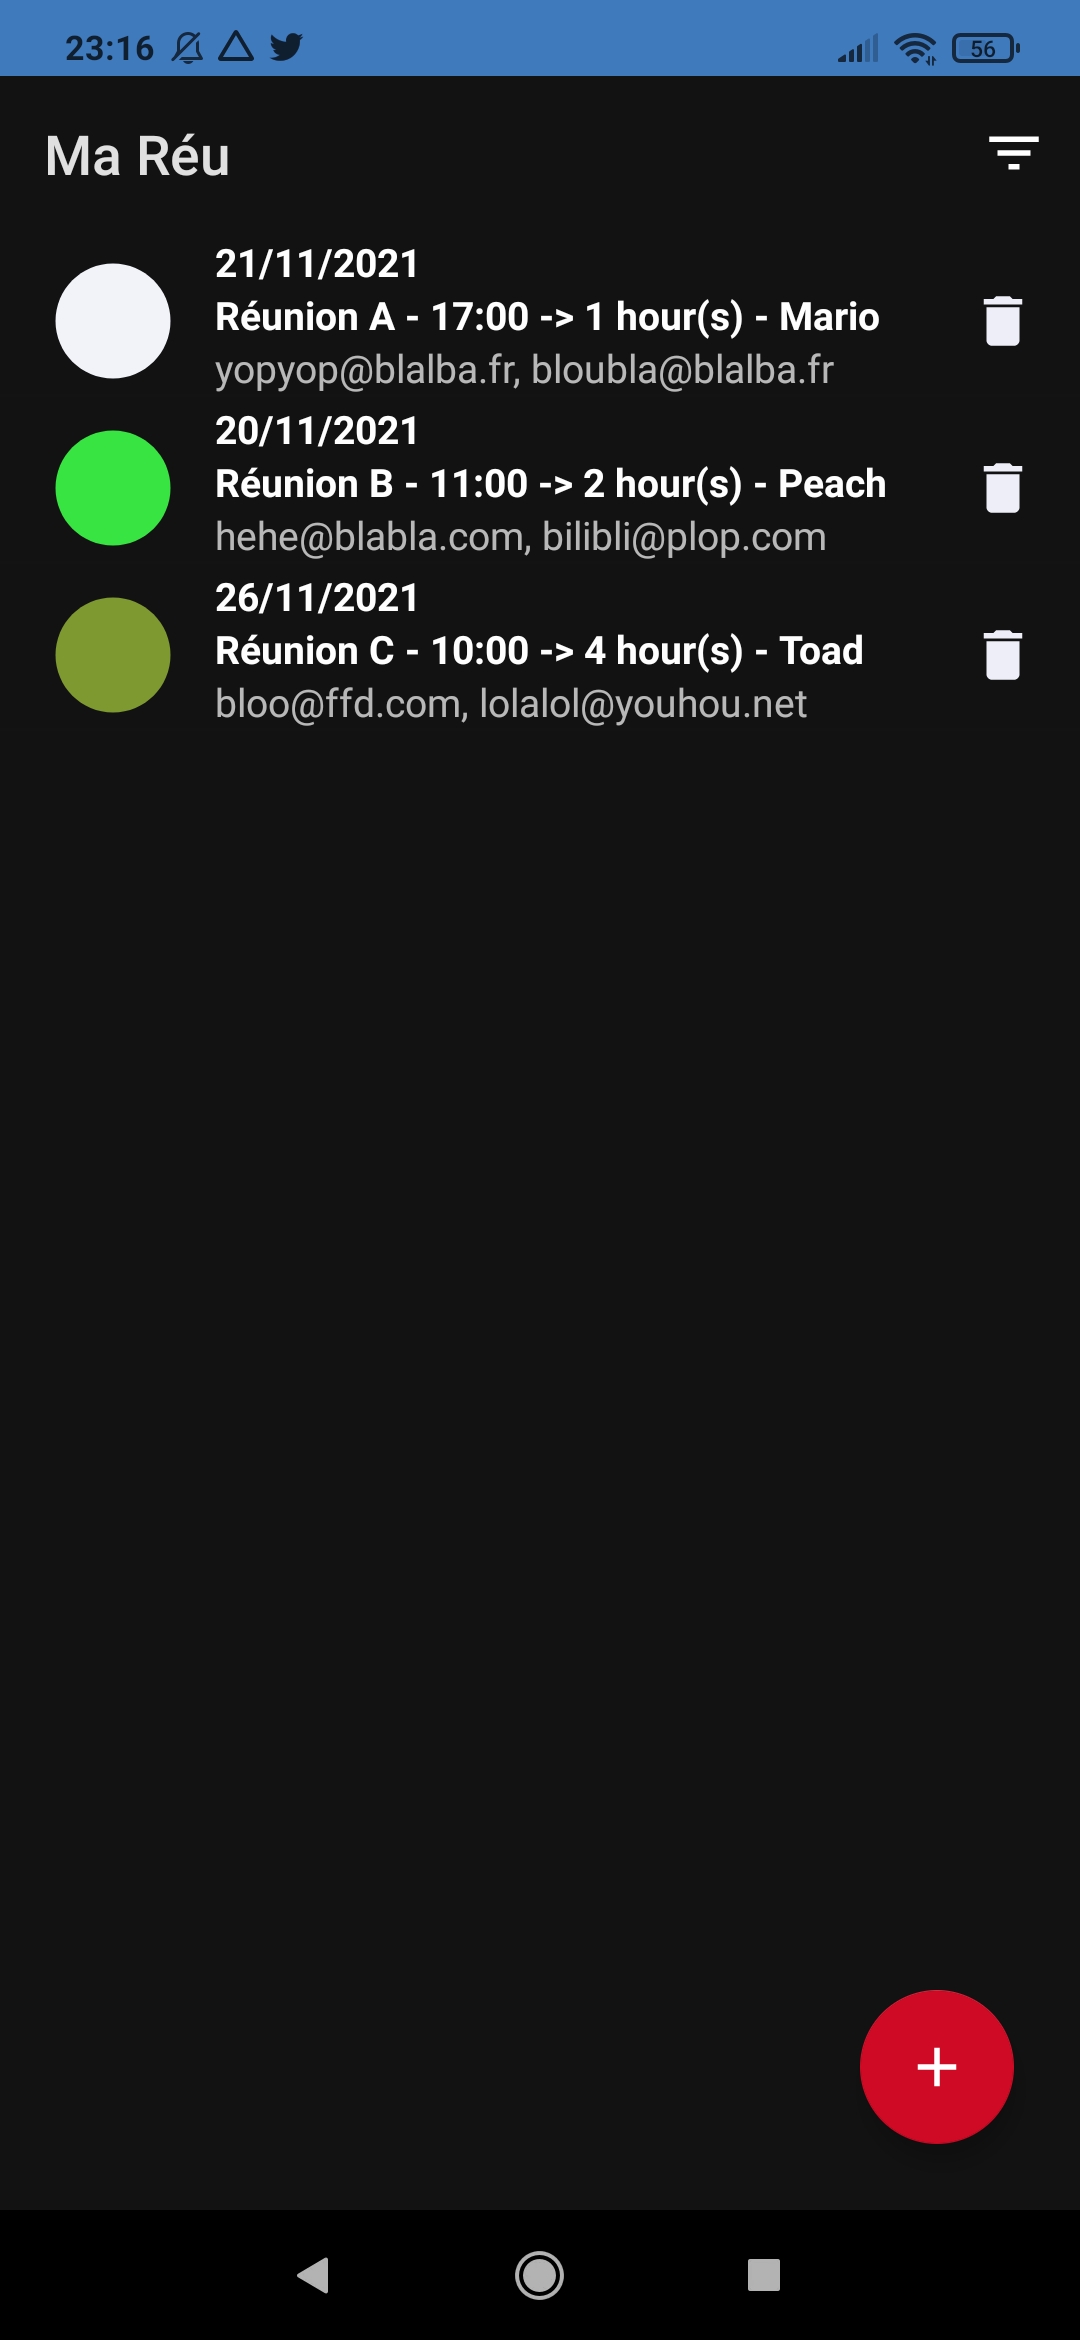 23:16
56
Ma Réu
21/11/2021
Réunion A - 17:00 -> 1 hour(s) - Mario
yopyop@blalba.fr, bloubla@blalba.fr
20/11/2021
Réunion B - 11:00 -> 2 hour(s) - Peach
hehe@blabla.com, bilibli@plop.com
26/11/2021
Réunion C - 10:00 -> 4 hour(s) - Toad
bloo@ffd.com, lolalol@youhou.net